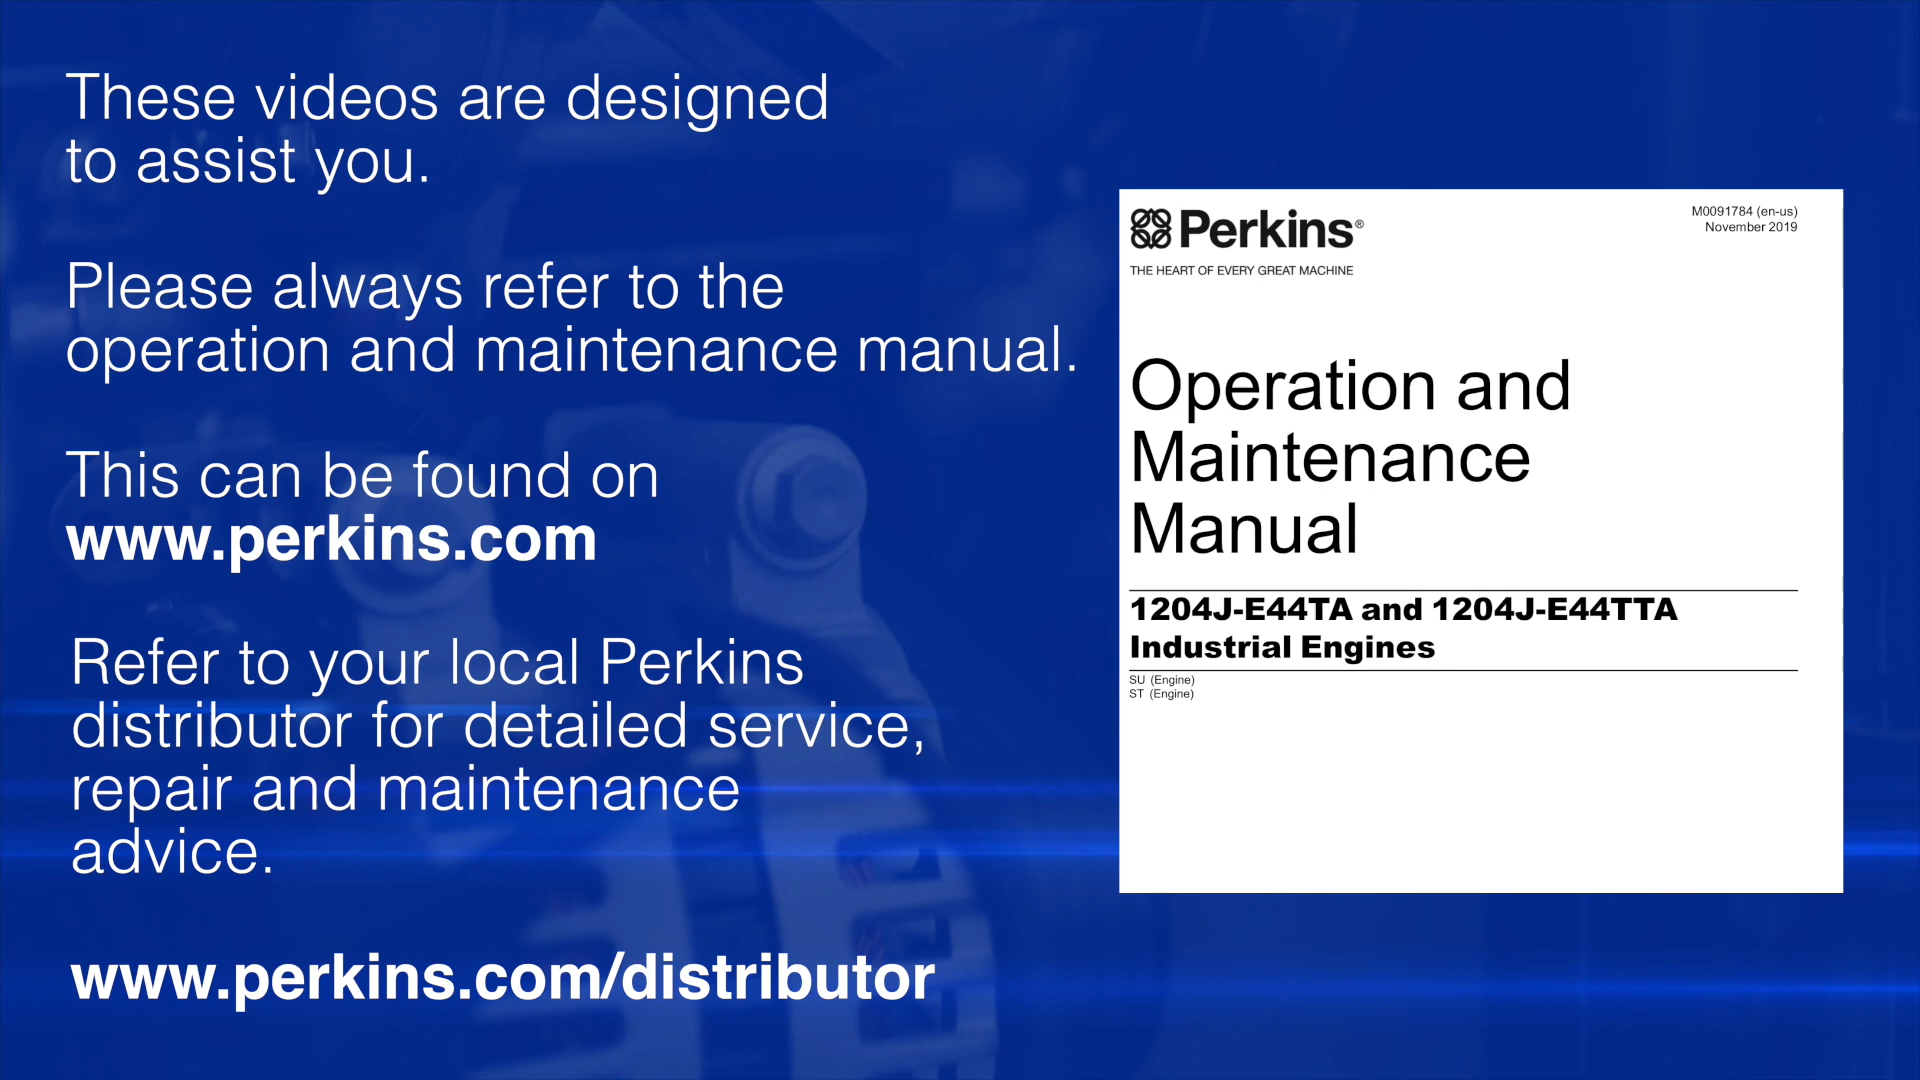 These videos are designed
to assist you.
Please always refer to the
operation and maintenance manual.
This can be found on
www.perkins.com
Refer to your local Perkins
distributor for detailed service,
repair and maintenance
advice.
www.perkins.com/distributor
Perkins®
THE HEART OF EVERY GREAT MACHINE
M0091784 (en-us)
November 2019
Operation and
Maintenance
Manual
1204J-E44TA and 1204J-E44TTA
Industrial Engines
SU (Engine)
ST (Engine)